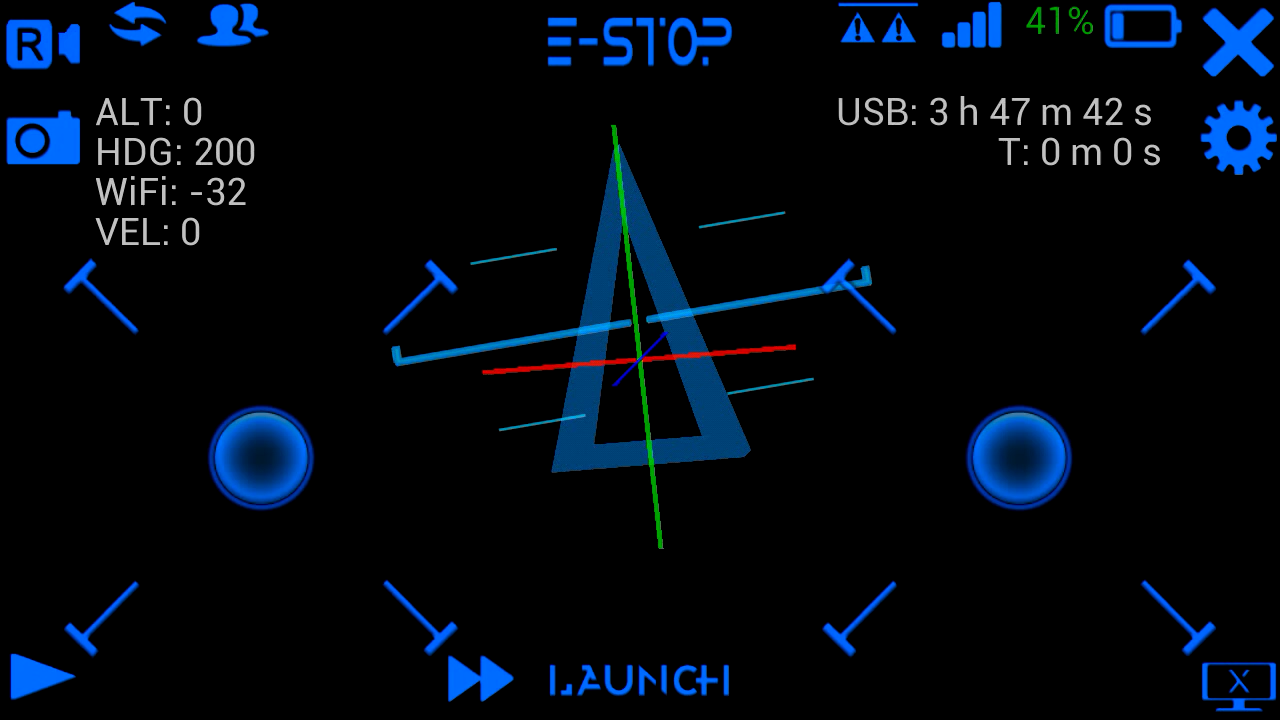 R
E-STOP
41%
ALT: 0
HDG: 200
WiFi: -32
VEL: 0
USB: 3 h 47 m 42 s
T: 0 m 0 s
LAUNCH
X